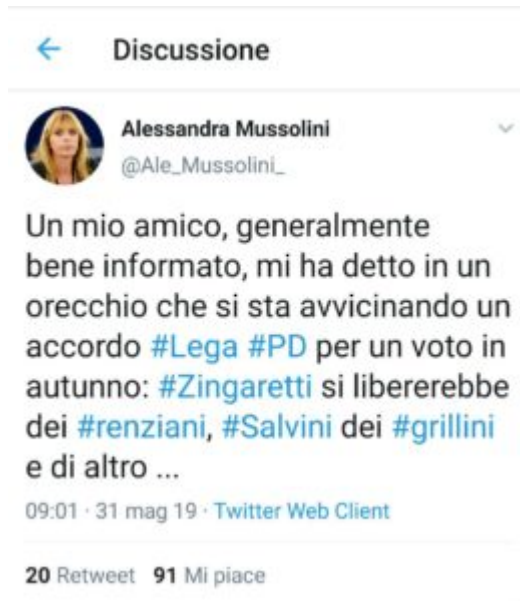 Discussione
Alessandra Mussolini
@Ale_Mussolini_
Un mio amico, generalmente
bene informato, mi ha detto in un
orecchio che si sta avvicinando un
accordo #Lega #PD per un voto in
autunno: #Zingaretti si libererebbe
dei #renziani, #Salvini dei #grillini
e di altro ...
09:01 · 31 mag 19 · Twitter Web Client
20 Retweet 91 Mi piace